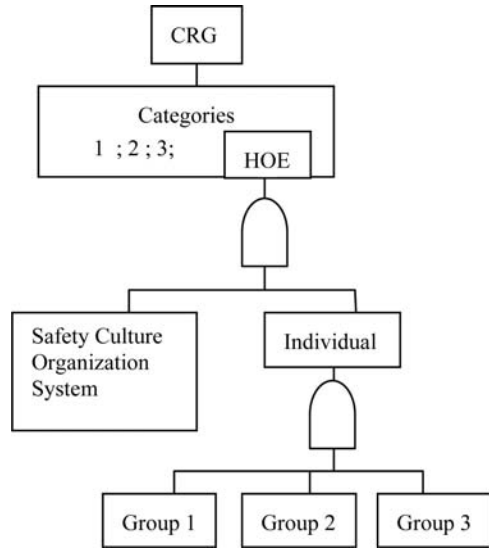 CRG
Categories
1 ; 2 ; 3;
HOE
Safety Culture
Organization
System
Individual
Group 1
Group 2
Group 3